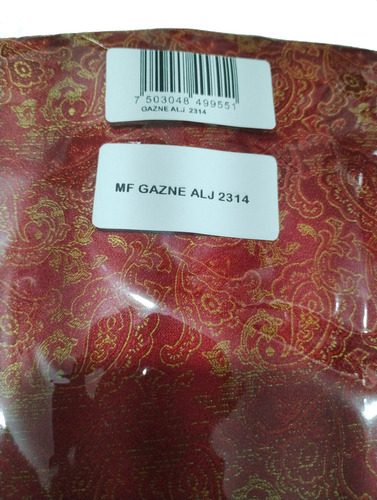 7 503048 499551
GAZNE ALJ 2314
MF GAZNE ALJ 2314